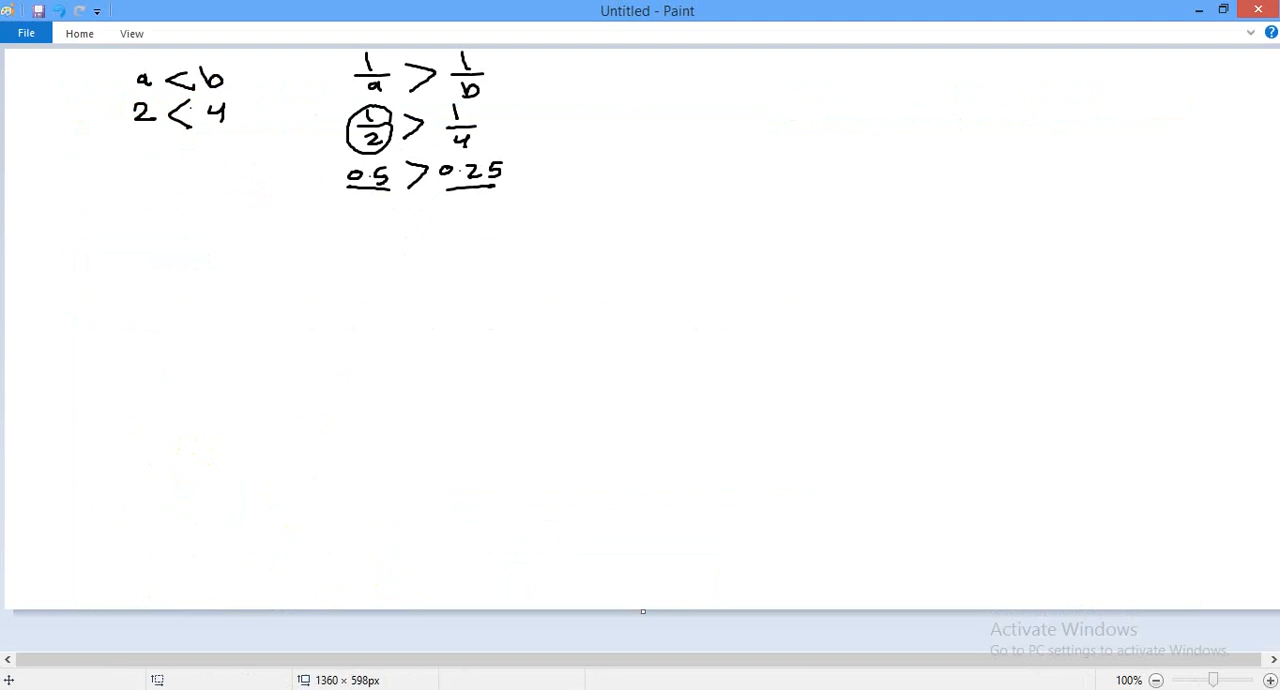 Untitled - Paint
File Home View
a < b 1/a > 1/b
2 < 4 1/2 > 1/4
0.5 > 0.25
Activate Windows
Go to PC settings to activate Windows.
1360 × 598px 100%